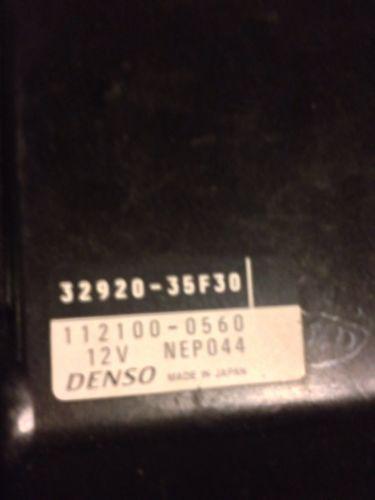 32920-35F30
112100-0560
12V NEP044
DENSO MADE IN JAPAN